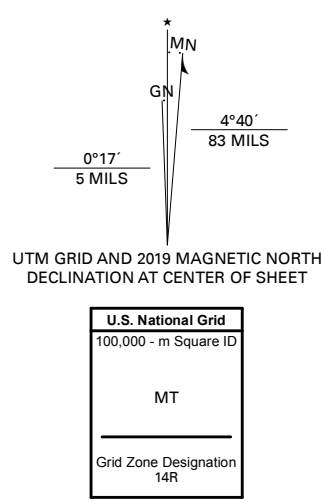 ★
MN
GN
4°40´
83 MILS
0°17´
5 MILS
UTM GRID AND 2019 MAGNETIC NORTH
DECLINATION AT CENTER OF SHEET
U.S. National Grid
100,000 - m Square ID
MT
Grid Zone Designation
14R